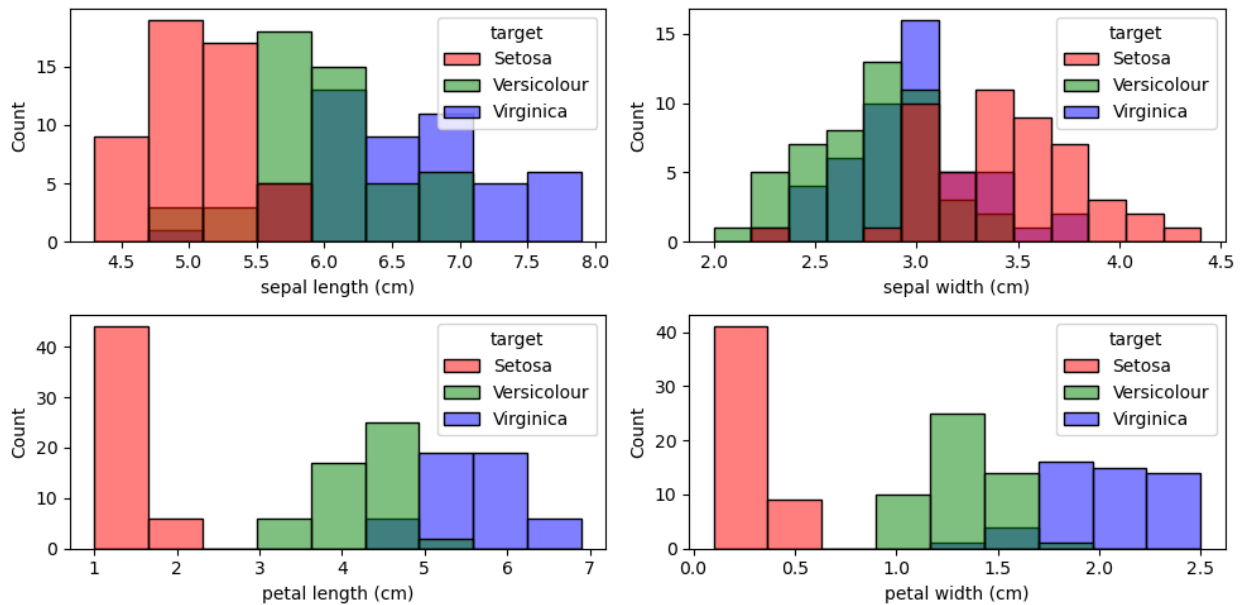 target
Setosa
Versicolour
Virginica
Count
0
5
10
15
4.5 5.0 5.5 6.0 6.5 7.0 7.5 8.0
sepal length (cm)
target
Setosa
Versicolour
Virginica
Count
0
5
10
15
2.0 2.5 3.0 3.5 4.0 4.5
sepal width (cm)
target
Setosa
Versicolour
Virginica
Count
0
10
20
30
40
1 2 3 4 5 6 7
petal length (cm)
target
Setosa
Versicolour
Virginica
Count
0
10
20
30
40
0.0 0.5 1.0 1.5 2.0 2.5
petal width (cm)